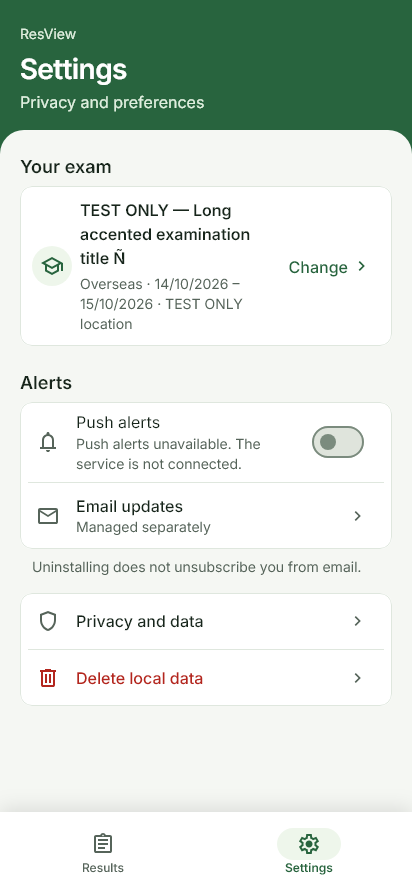 ResView
Settings
Privacy and preferences
Your exam
TEST ONLY — Long
accented examination
title Ñ
Overseas · 14/10/2026 –
15/10/2026 · TEST ONLY
location
Change
Alerts
Push alerts
Push alerts unavailable. The
service is not connected.
Email updates
Managed separately
Uninstalling does not unsubscribe you from email.
Privacy and data
Delete local data
Results
Settings